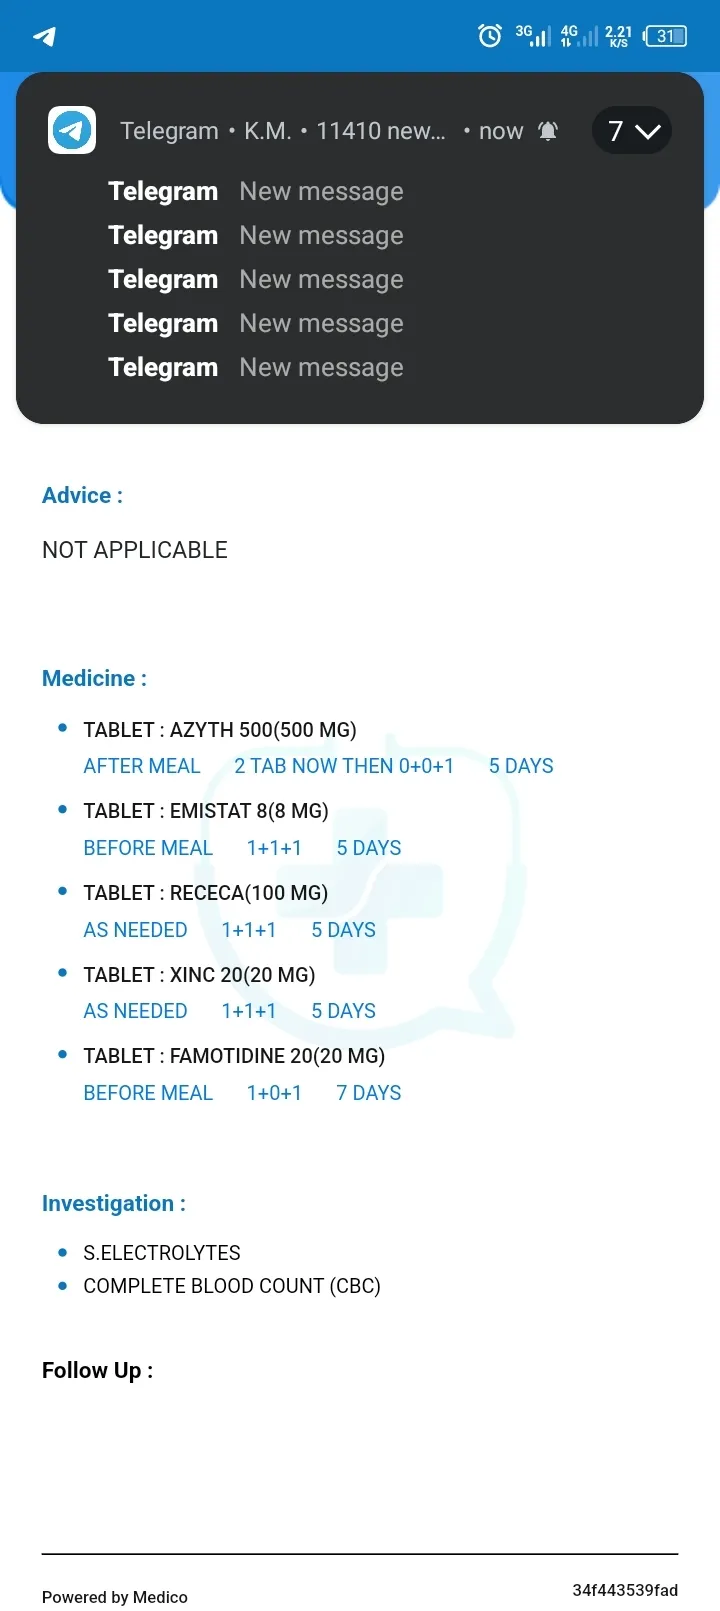 3G 4G 2.21 K/S 31
Telegram • K.M. • 11410 new... • now 7
Telegram New message
Telegram New message
Telegram New message
Telegram New message
Telegram New message
Advice :
NOT APPLICABLE
Medicine :
• TABLET : AZYTH 500(500 MG)
AFTER MEAL 2 TAB NOW THEN 0+0+1 5 DAYS
• TABLET : EMISTAT 8(8 MG)
BEFORE MEAL 1+1+1 5 DAYS
• TABLET : RECECA(100 MG)
AS NEEDED 1+1+1 5 DAYS
• TABLET : XINC 20(20 MG)
AS NEEDED 1+1+1 5 DAYS
• TABLET : FAMOTIDINE 20(20 MG)
BEFORE MEAL 1+0+1 7 DAYS
Investigation :
• S.ELECTROLYTES
• COMPLETE BLOOD COUNT (CBC)
Follow Up :
Powered by Medico 34f443539fad